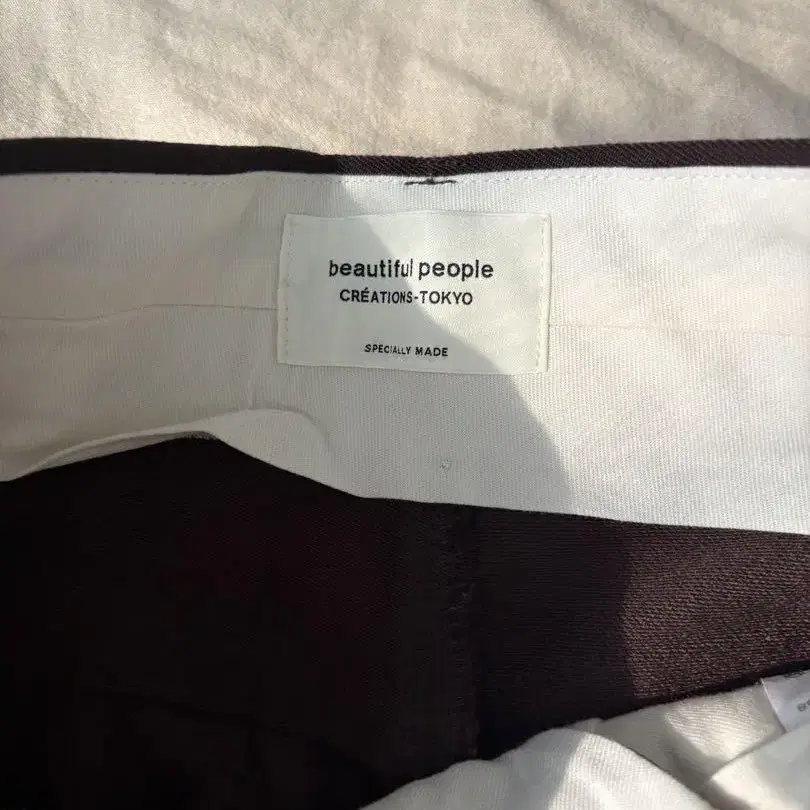 beautiful people
CRÉATIONS-TOKYO
SPECIALLY MADE